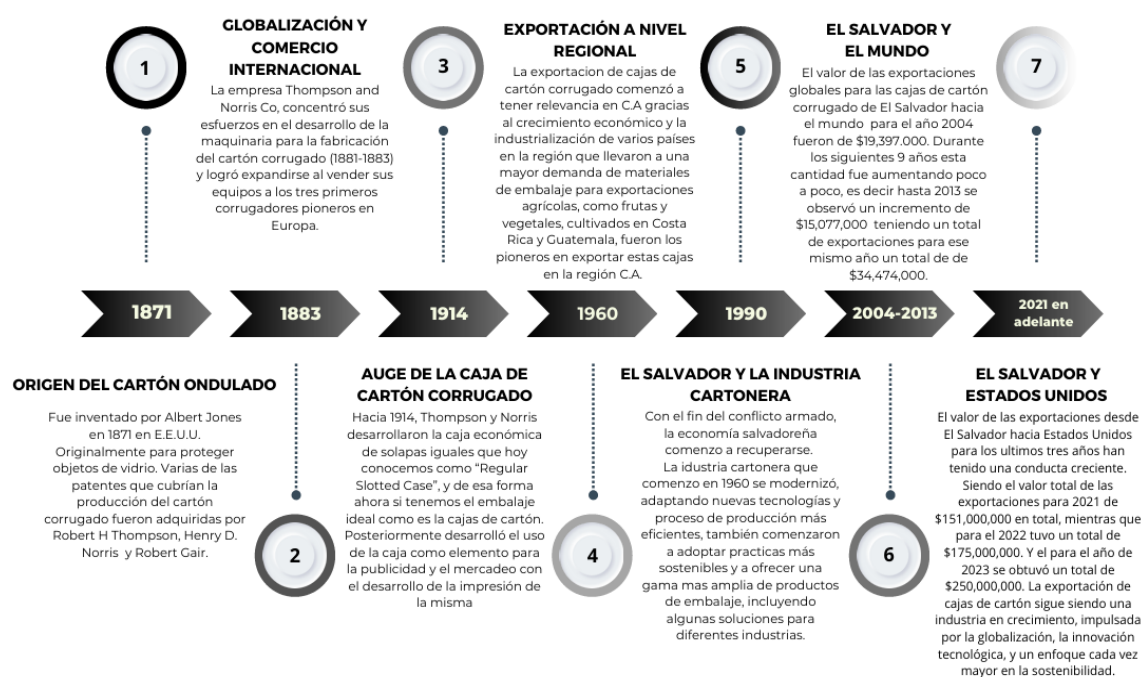 1
GLOBALIZACIÓN Y
COMERCIO
INTERNACIONAL
La empresa Thompson and
Norris Co, concentró sus
esfuerzos en el desarrollo de la
maquinaria para la fabricación
del cartón corrugado (1881-1883)
y logró expandirse al vender sus
equipos a los tres primeros
corrugadores pioneros en
Europa.
3
EXPORTACIÓN A NIVEL
REGIONAL
La exportacion de cajas de
cartón corrugado comenzó a
tener relevancia en C.A gracias
al crecimiento económico y la
industrialización de varios países
en la región que llevaron a una
mayor demanda de materiales
de embalaje para exportaciones
agrícolas, como frutas y
vegetales, cultivados en Costa
Rica y Guatemala, fueron los
pioneros en exportar estas cajas
en la región C.A.
5
EL SALVADOR Y
EL MUNDO
El valor de las exportaciones
globales para las cajas de cartón
corrugado de El Salvador hacia
el mundo para el año 2004
fueron de $19,397.000. Durante
los siguientes 9 años esta
cantidad fue aumentando poco
a poco, es decir hasta 2013 se
observó un incremento de
$15,077,000 teniendo un total
de exportaciones para ese
mismo año un total de de
$34,474,000.
7
1871
1883
1914
1960
1990
2004-2013
2021 en
adelante
ORIGEN DEL CARTÓN ONDULADO
Fue inventado por Albert Jones
en 1871 en E.E.U.U.
Originalmente para proteger
objetos de vidrio. Varias de las
patentes que cubrían la
producción del cartón
corrugado fueron adquiridas por
Robert H Thompson, Henry D.
Norris y Robert Gair.
2
AUGE DE LA CAJA DE
CARTÓN CORRUGADO
Hacia 1914, Thompson y Norris
desarrollaron la caja económica
de solapas iguales que hoy
conocemos como “Regular
Slotted Case”, y de esa forma
ahora si tenemos el embalaje
ideal como es la cajas de cartón.
Posteriormente desarrolló el uso
de la caja como elemento para
la publicidad y el mercadeo con
el desarrollo de la impresión de
la misma
4
EL SALVADOR Y LA INDUSTRIA
CARTONERA
Con el fin del conflicto armado,
la economía salvadoreña
comenzo a recuperarse.
La idustria cartonera que
comenzo en 1960 se modernizó,
adaptando nuevas tecnologías y
proceso de producción más
eficientes, también comenzaron
a adoptar practicas más
sostenibles y a ofrecer una
gama mas amplia de productos
de embalaje, incluyendo
algunas soluciones para
diferentes industrias.
6
EL SALVADOR Y
ESTADOS UNIDOS
El valor de las exportaciones desde
El Salvador hacia Estados Unidos
para los ultimos tres años han
tenido una conducta creciente.
Siendo el valor total de las
exportaciones para 2021 de
$151,000,000 en total, mientras que
para el 2022 tuvo un total de
$175,000,000. Y el para el año de
2023 se obtuvó un total de
$250,000,000. La exportación de
cajas de cartón sigue siendo una
industria en crecimiento, impulsada
por la globalización, la innovación
tecnológica, y un enfoque cada vez
mayor en la sostenibilidad.